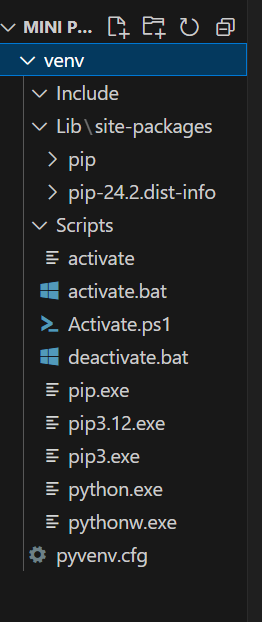 MINI P...
venv
Include
Lib\site-packages
pip
pip-24.2.dist-info
Scripts
activate
activate.bat
Activate.ps1
deactivate.bat
pip.exe
pip3.12.exe
pip3.exe
python.exe
pythonw.exe
pyvenv.cfg